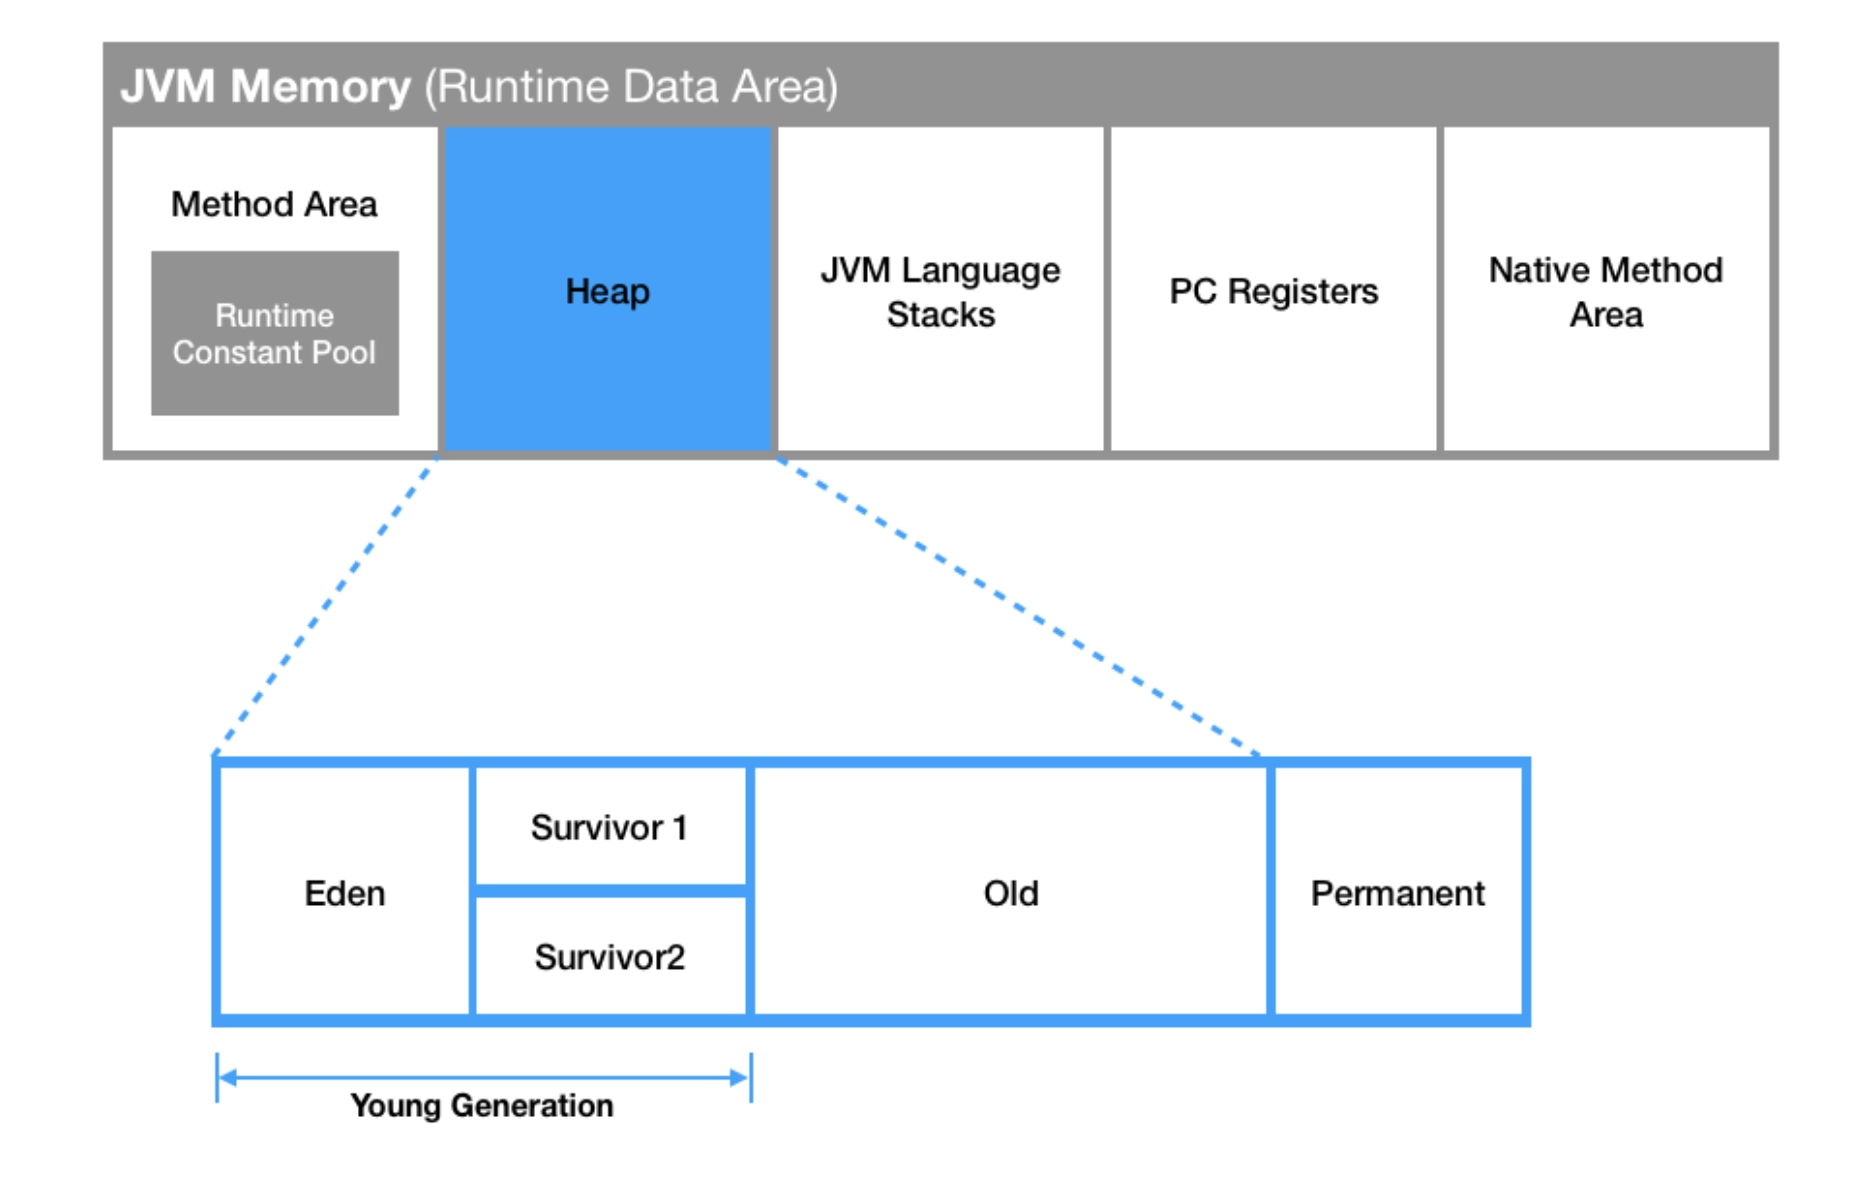 JVM Memory (Runtime Data Area)
Method Area
Runtime
Constant Pool
Heap
JVM Language
Stacks
PC Registers
Native Method
Area
Eden
Survivor 1
Survivor2
Old
Permanent
Young Generation